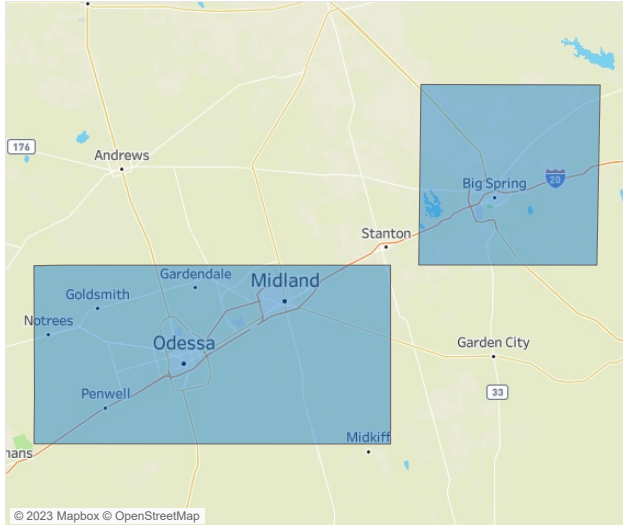 176
Andrews
Big Spring
20
Stanton
Gardendale
Midland
Goldsmith
Notrees
Odessa
Garden City
Penwell
33
Midkiff
nans
© 2023 Mapbox © OpenStreetMap